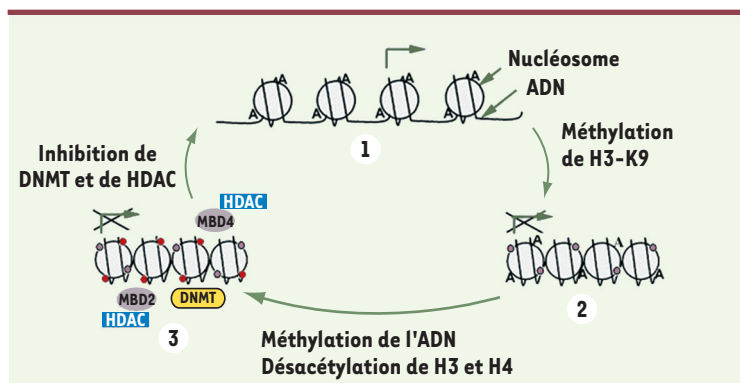 Nucléosome
ADN
A A A A
A A A A
1
Méthylation
de H3-K9
Inhibition de
DNMT et de HDAC
HDAC
MBD4
MBD2
DNMT
HDAC
3
A A
A A A
2
Méthylation de l'ADN
Désacétylation de H3 et H4